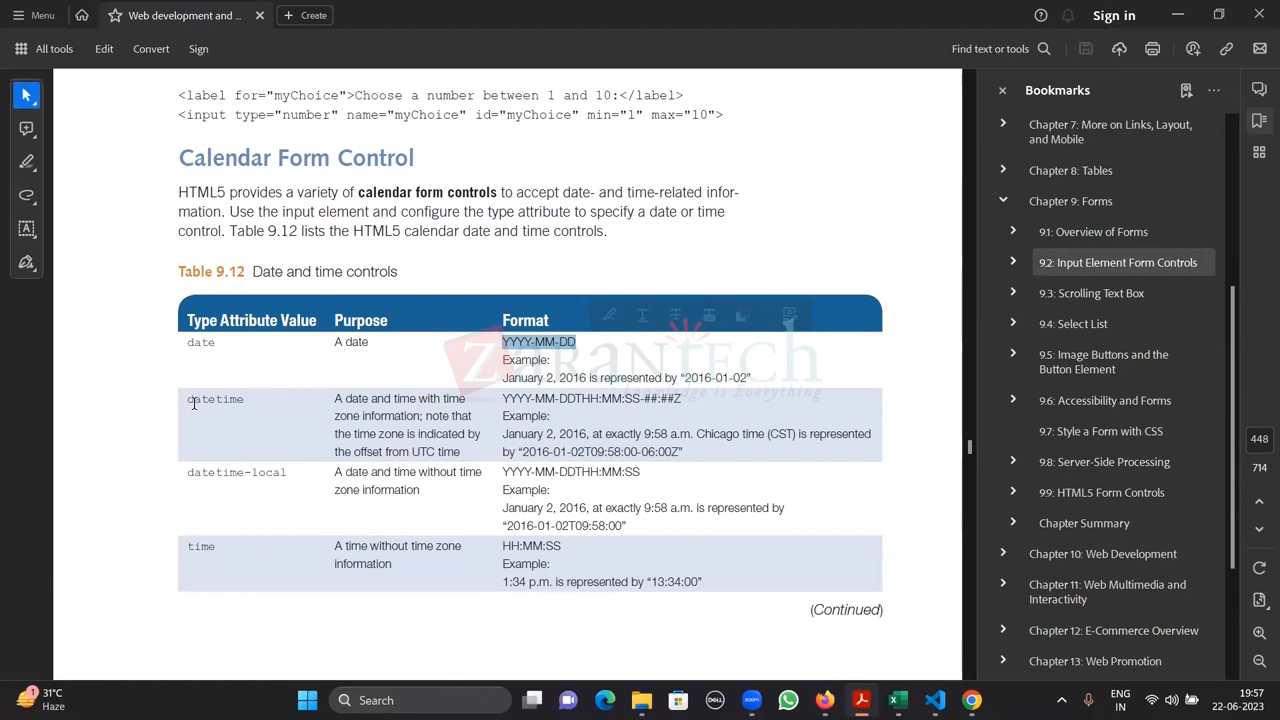 Menu
Web development and ...
Create
Sign in
All tools
Edit
Convert
Sign
Find text or tools
<label for="myChoice">Choose a number between 1 and 10:</label>
<input type="number" name="myChoice" id="myChoice" min="1" max="10">
Calendar Form Control
HTML5 provides a variety of calendar form controls to accept date- and time-related infor-
mation. Use the input element and configure the type attribute to specify a date or time
control. Table 9.12 lists the HTML5 calendar date and time controls.
Table 9.12 Date and time controls
Type Attribute Value Purpose Format
date A date YYYY-MM-DD
Example:
January 2, 2016 is represented by “2016-01-02”
datetime A date and time with time YYYY-MM-DDTHH:MM:SS-##:##Z
zone information; note that Example:
the time zone is indicated by January 2, 2016, at exactly 9:58 a.m. Chicago time (CST) is represented
the offset from UTC time by “2016-01-02T09:58:00-06:00Z”
datetime-local A date and time without time YYYY-MM-DDTHH:MM:SS
zone information Example:
January 2, 2016, at exactly 9:58 a.m. is represented by
“2016-01-02T09:58:00”
time A time without time zone HH:MM:SS
information Example:
1:34 p.m. is represented by “13:34:00”
(Continued)
ZARANTECH
knowledge is Everything
Bookmarks
Chapter 7: More on Links, Layout,
and Mobile
Chapter 8: Tables
Chapter 9: Forms
9.1: Overview of Forms
9.2: Input Element Form Controls
9.3: Scrolling Text Box
9.4: Select List
9.5: Image Buttons and the
Button Element
9.6: Accessibility and Forms
9.7: Style a Form with CSS
9.8: Server-Side Processing
9.9: HTML5 Form Controls
Chapter Summary
Chapter 10: Web Development
Chapter 11: Web Multimedia and
Interactivity
Chapter 12: E-Commerce Overview
Chapter 13: Web Promotion
448
714
1
31°C
Haze
Search
DELL
zoom
ENG
IN
19:57
22-06-2023